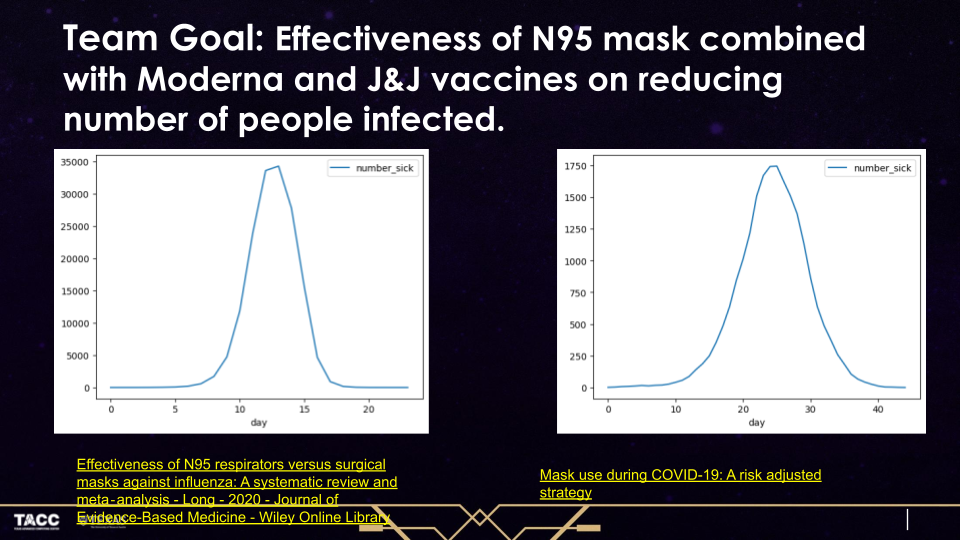 Team Goal: Effectiveness of N95 mask combined
with Moderna and J&J vaccines on reducing
number of people infected.
35000
30000
25000
20000
15000
10000
5000
0
number_sick
0 5 10 15 20
day
1750
1500
1250
1000
750
500
250
0
number_sick
0 10 20 30 40
day
Effectiveness of N95 respirators versus surgical
masks against influenza: A systematic review and
meta-analysis - Long - 2020 - Journal of
Evidence-Based Medicine - Wiley Online Library
Mask use during COVID-19: A risk adjusted
strategy
TACC